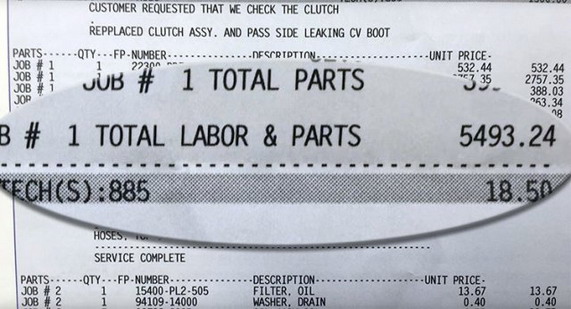 CUSTOMER REQUESTED THAT WE CHECK THE CLUTCH
REPPLACED CLUTCH ASSY. AND PASS SIDE LEAKING CV BOOT
PARTS------QTY---FP-NUMBER---------------DESCRIPTION--------------------UNIT PRICE-
JOB # 1 1 532.44 532.44
JOB # 1 2757.35
JOB # 388.03
JOB 263.34
JOB # 1 TOTAL PARTS
B # 1 TOTAL LABOR & PARTS 5493.24
TECH(S):885 18.50
HOSES,
SERVICE COMPLETE
PARTS------QTY---FP-NUMBER---------------DESCRIPTION--------------------UNIT PRICE-
JOB # 2 1 15400-PL2-505 FILTER, OIL 13.67 13.67
JOB # 2 1 94109-14000 WASHER, DRAIN 0.40 0.40